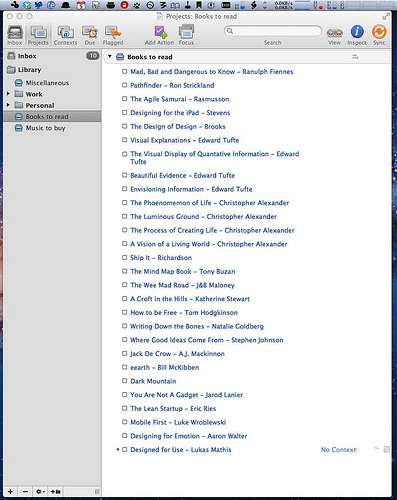 Projects: Books to read
Inbox
Projects
Contexts
Due
Flagged
Add Action
Focus
Search
View
Inspect
Sync
Inbox 10
Library
Miscellaneous
Work
Personal
Books to read
Music to buy
Books to read
Mad, Bad and Dangerous to Know - Ranulph Fiennes
Pathfinder - Ron Strickland
The Agile Samurai - Rasmusson
Designing for the iPad - Stevens
The Design of Design - Brooks
Visual Explanations - Edward Tufte
The Visual Display of Quantative Information - Edward
Tufte
Beautiful Evidence - Edward Tufte
Envisioning Information - Edward Tufte
The Phoenomemon of Life - Christopher Alexander
The Luminous Ground - Christopher Alexander
The Process of Creating Life - Christopher Alexander
A Vision of a Living World - Christopher Alexander
Ship It - Richardson
The Mind Map Book - Tony Buzan
The Wee Mad Road - J&B Maloney
A Croft in the Hills - Katherine Stewart
How to be Free - Tom Hodgkinson
Writing Down the Bones - Natalie Goldberg
Where Good Ideas Come From - Stephen Johnson
Jack De Crow - A.J. Mackinnon
eearth - Bill McKibben
Dark Mountain
You Are Not A Gadget - Jarod Lanier
The Lean Startup - Eric Ries
Mobile First - Luke Wroblewski
Designing for Emotion - Aaron Walter
Designed for Use - Lukas Mathis
No Context